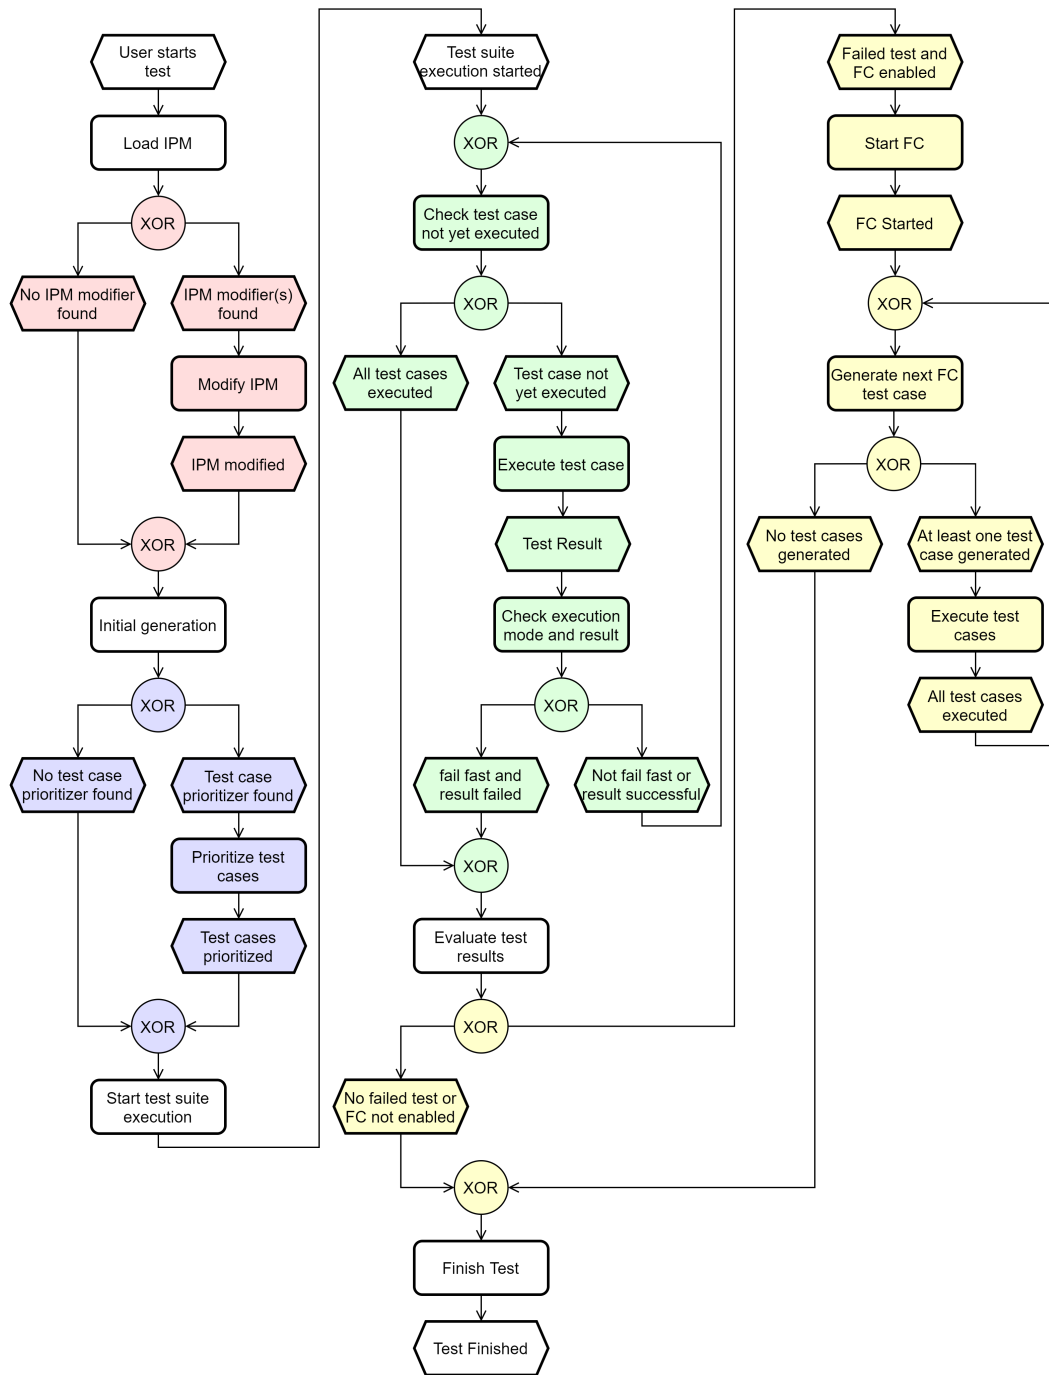 User starts
test
Load IPM
XOR
No IPM modifier
found
IPM modifier(s)
found
Modify IPM
IPM modified
XOR
Initial generation
XOR
No test case
prioritizer found
Test case
prioritizer found
Prioritize test
cases
Test cases
prioritized
XOR
Start test suite
execution
Test suite
execution started
XOR
Check test case
not yet executed
XOR
All test cases
executed
Test case not
yet executed
Execute test case
Test Result
Check execution
mode and result
XOR
fail fast and
result failed
Not fail fast or
result successful
XOR
Evaluate test
results
XOR
No failed test or
FC not enabled
XOR
Finish Test
Test Finished
Failed test and
FC enabled
Start FC
FC Started
XOR
Generate next FC
test case
XOR
No test cases
generated
At least one test
case generated
Execute test
cases
All test cases
executed